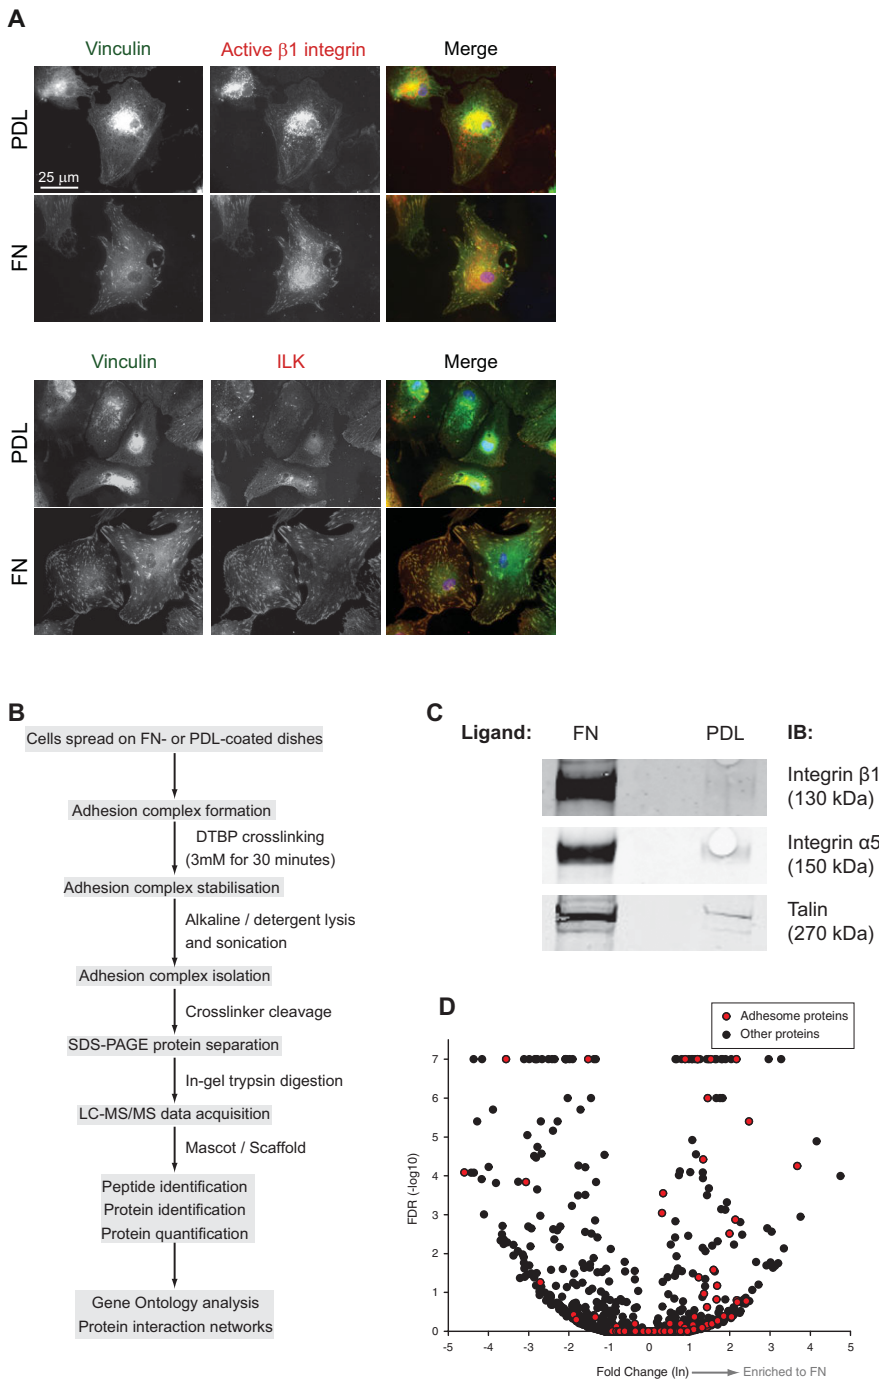 A
Vinculin Active β1 integrin Merge
PDL
25 μm
FN
Vinculin ILK Merge
PDL
FN
B
Cells spread on FN- or PDL-coated dishes
Adhesion complex formation
DTBP crosslinking
(3mM for 30 minutes)
Adhesion complex stabilisation
Alkaline / detergent lysis
and sonication
Adhesion complex isolation
Crosslinker cleavage
SDS-PAGE protein separation
In-gel trypsin digestion
LC-MS/MS data acquisition
Mascot / Scaffold
Peptide identification
Protein identification
Protein quantification
Gene Ontology analysis
Protein interaction networks
C
Ligand: FN PDL IB:
Integrin β1
(130 kDa)
Integrin α5
(150 kDa)
Talin
(270 kDa)
D
Adhesome proteins
Other proteins
FDR (-log10)
7
6
5
4
3
2
1
0
-5 -4 -3 -2 -1 0 1 2 3 4 5
Fold Change (ln) Enriched to FN